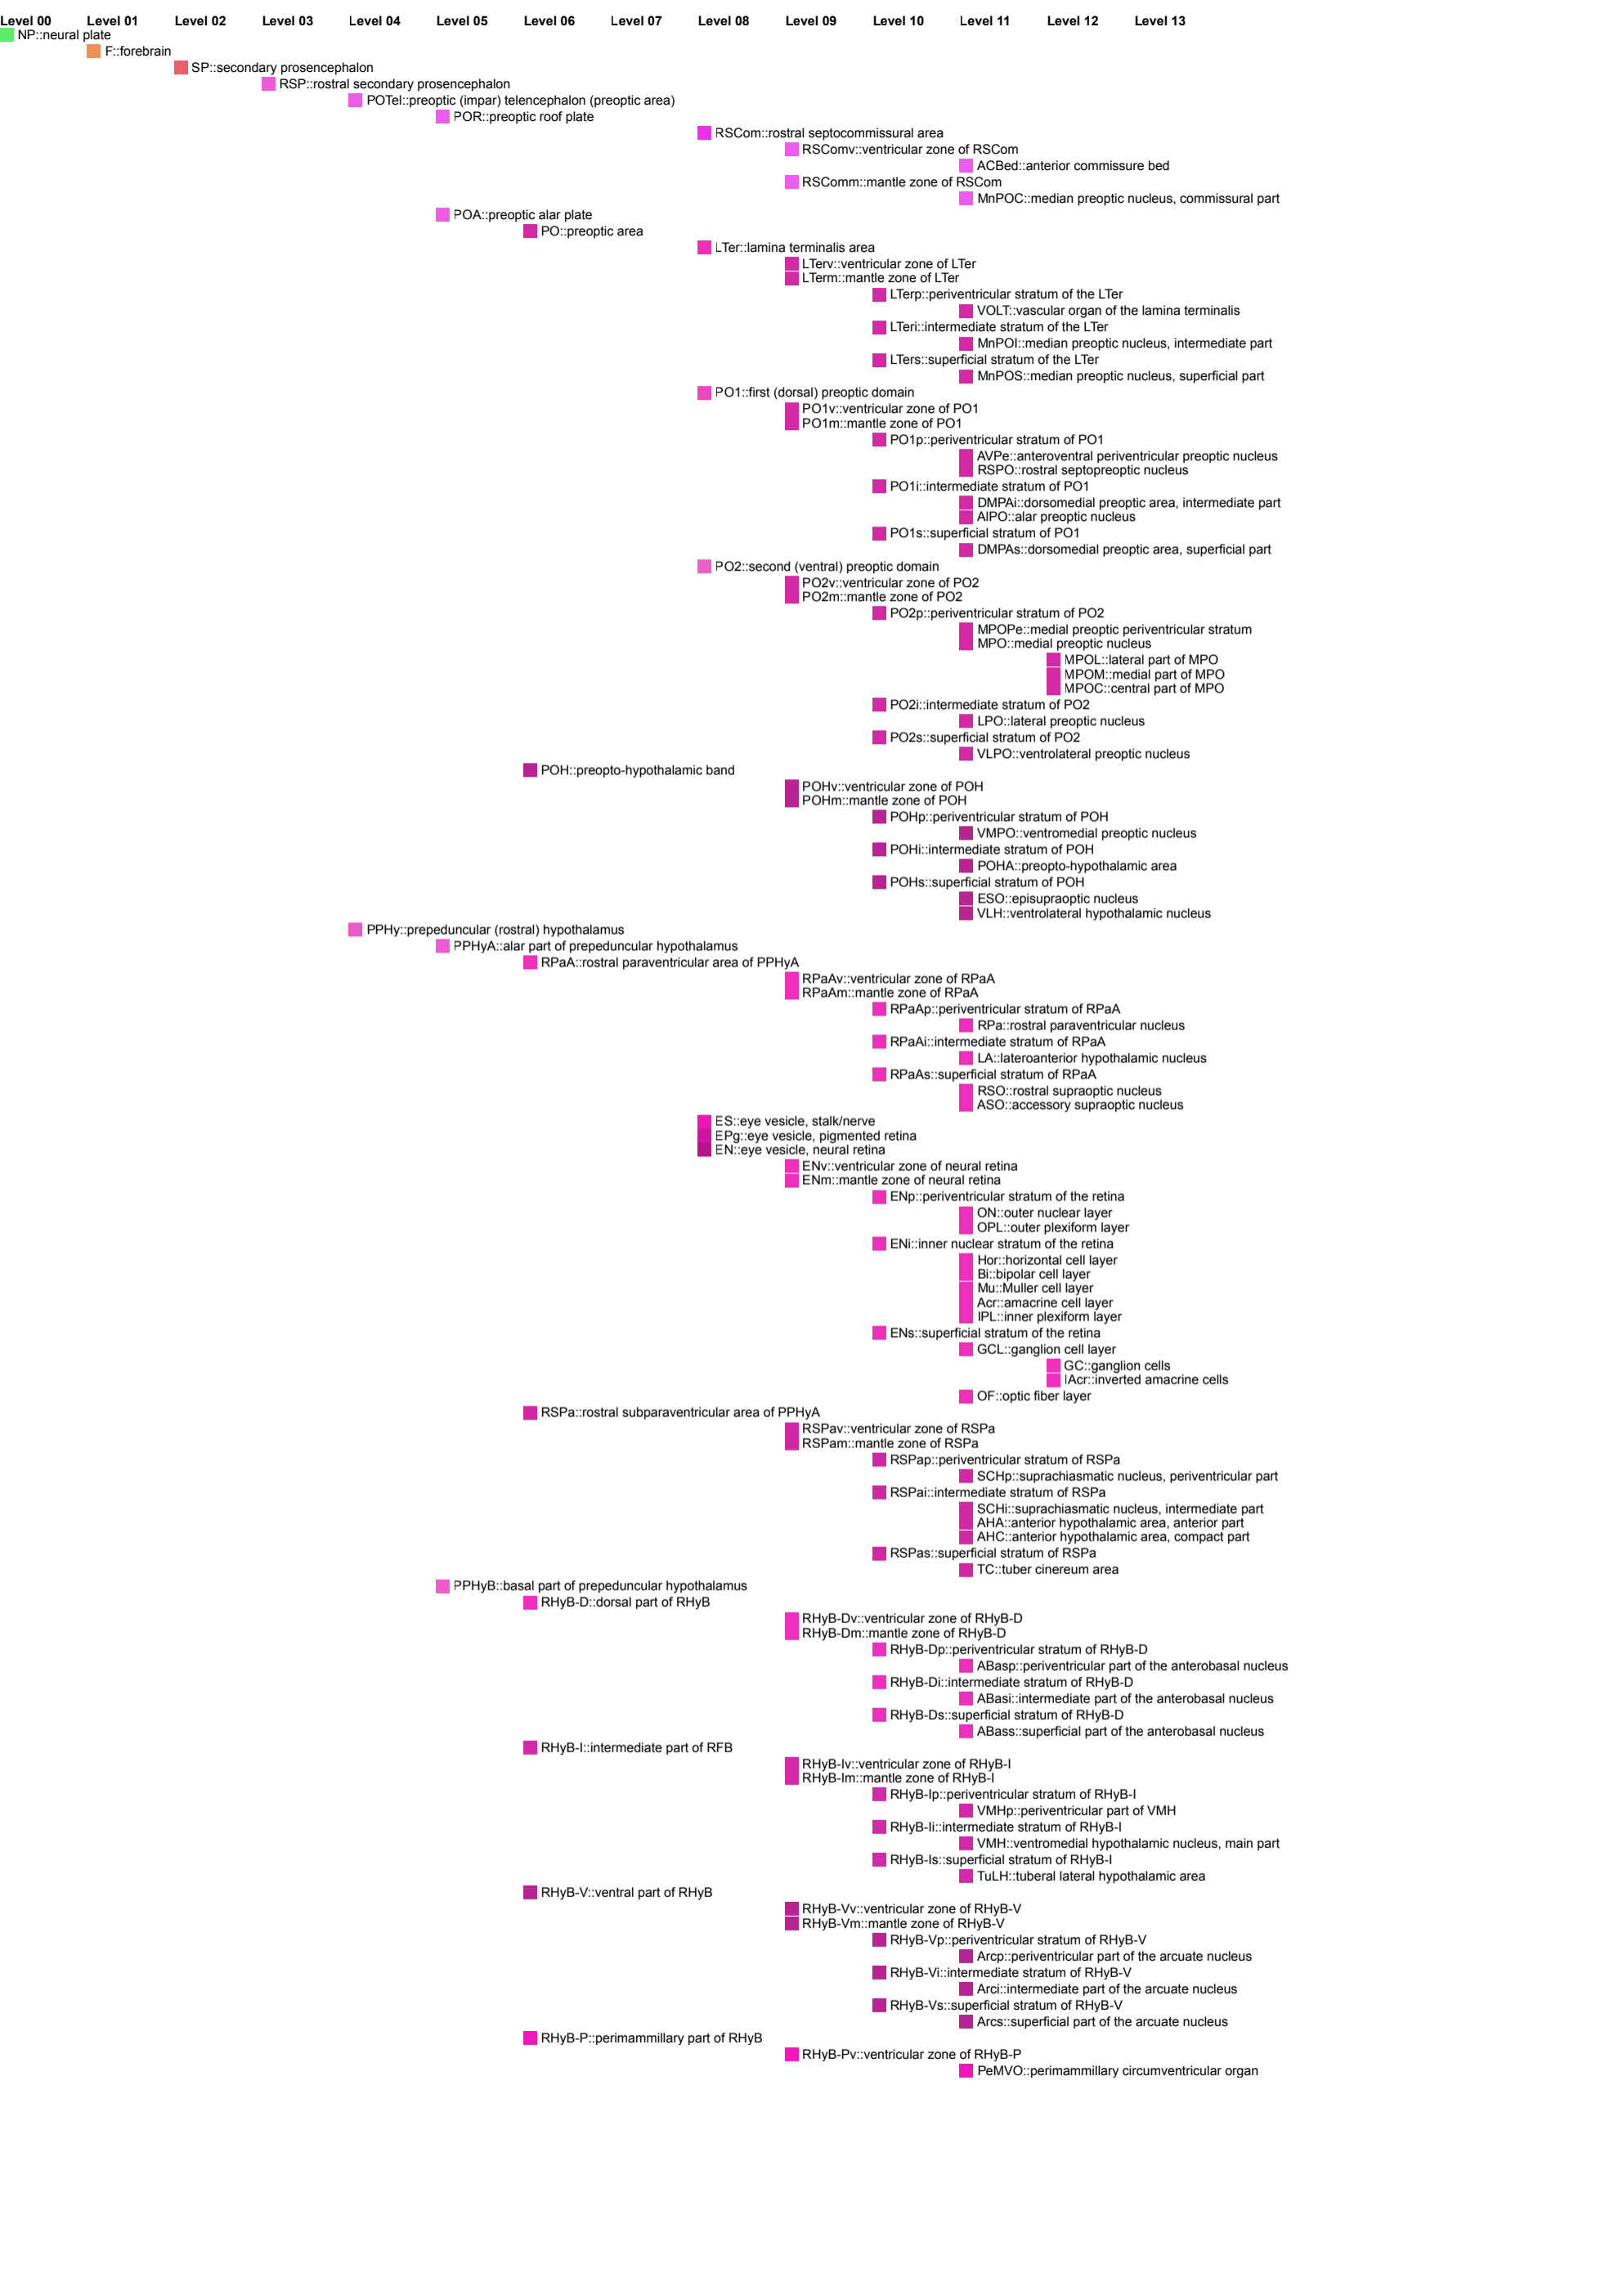 Level 00 Level 01 Level 02 Level 03 Level 04 Level 05 Level 06 Level 07 Level 08 Level 09 Level 10 Level 11 Level 12 Level 13
NP::neural plate
F::forebrain
SP::secondary prosencephalon
RSP::rostral secondary prosencephalon
POTel::preoptic (impar) telencephalon (preoptic area)
POR::preoptic roof plate
RSCom::rostral septocommissural area
RSComv::ventricular zone of RSCom
ACBed::anterior commissure bed
RSComm::mantle zone of RSCom
MnPOC::median preoptic nucleus, commissural part
POA::preoptic alar plate
PO::preoptic area
LTer::lamina terminalis area
LTerv::ventricular zone of LTer
LTerm::mantle zone of LTer
LTerp::periventricular stratum of the LTer
VOLT::vascular organ of the lamina terminalis
LTeri::intermediate stratum of the LTer
MnPOI::median preoptic nucleus, intermediate part
LTers::superficial stratum of the LTer
MnPOS::median preoptic nucleus, superficial part
PO1::first (dorsal) preoptic domain
PO1v::ventricular zone of PO1
PO1m::mantle zone of PO1
PO1p::periventricular stratum of PO1
AVPe::anteroventral periventricular preoptic nucleus
RSPO::rostral septopreoptic nucleus
PO1i::intermediate stratum of PO1
DMPAi::dorsomedial preoptic area, intermediate part
AlPO::alar preoptic nucleus
PO1s::superficial stratum of PO1
DMPAs::dorsomedial preoptic area, superficial part
PO2::second (ventral) preoptic domain
PO2v::ventricular zone of PO2
PO2m::mantle zone of PO2
PO2p::periventricular stratum of PO2
MPOPe::medial preoptic periventricular stratum
MPO::medial preoptic nucleus
MPOL::lateral part of MPO
MPOM::medial part of MPO
MPOC::central part of MPO
PO2i::intermediate stratum of PO2
LPO::lateral preoptic nucleus
PO2s::superficial stratum of PO2
VLPO::ventrolateral preoptic nucleus
POH::preopto-hypothalamic band
POHv::ventricular zone of POH
POHm::mantle zone of POH
POHp::periventricular stratum of POH
VMPO::ventromedial preoptic nucleus
POHi::intermediate stratum of POH
POHA::preopto-hypothalamic area
POHs::superficial stratum of POH
ESO::episupraoptic nucleus
VLH::ventrolateral hypothalamic nucleus
PPHy::prepeduncular (rostral) hypothalamus
PPHyA::alar part of prepeduncular hypothalamus
RPaA::rostral paraventricular area of PPHyA
RPaAv::ventricular zone of RPaA
RPaAm::mantle zone of RPaA
RPaAp::periventricular stratum of RPaA
RPa::rostral paraventricular nucleus
RPaAi::intermediate stratum of RPaA
LA::lateroanterior hypothalamic nucleus
RPaAs::superficial stratum of RPaA
RSO::rostral supraoptic nucleus
ASO::accessory supraoptic nucleus
ES::eye vesicle, stalk/nerve
EPg::eye vesicle, pigmented retina
EN::eye vesicle, neural retina
ENv::ventricular zone of neural retina
ENm::mantle zone of neural retina
ENp::periventricular stratum of the retina
ON::outer nuclear layer
OPL::outer plexiform layer
ENi::inner nuclear stratum of the retina
Hor::horizontal cell layer
Bi::bipolar cell layer
Mu::Muller cell layer
Acr::amacrine cell layer
IPL::inner plexiform layer
ENs::superficial stratum of the retina
GCL::ganglion cell layer
GC::ganglion cells
IAcr::inverted amacrine cells
OF::optic fiber layer
RSPa::rostral subparaventricular area of PPHyA
RSPav::ventricular zone of RSPa
RSPam::mantle zone of RSPa
RSPap::periventricular stratum of RSPa
SCHp::suprachiasmatic nucleus, periventricular part
RSPai::intermediate stratum of RSPa
SCHi::suprachiasmatic nucleus, intermediate part
AHA::anterior hypothalamic area, anterior part
AHC::anterior hypothalamic area, compact part
RSPas::superficial stratum of RSPa
TC::tuber cinereum area
PPHyB::basal part of prepeduncular hypothalamus
RHyB-D::dorsal part of RHyB
RHyB-Dv::ventricular zone of RHyB-D
RHyB-Dm::mantle zone of RHyB-D
RHyB-Dp::periventricular stratum of RHyB-D
ABasp::periventricular part of the anterobasal nucleus
RHyB-Di::intermediate stratum of RHyB-D
ABasi::intermediate part of the anterobasal nucleus
RHyB-Ds::superficial stratum of RHyB-D
ABass::superficial part of the anterobasal nucleus
RHyB-I::intermediate part of RFB
RHyB-Iv::ventricular zone of RHyB-I
RHyB-Im::mantle zone of RHyB-I
RHyB-Ip::periventricular stratum of RHyB-I
VMHp::periventricular part of VMH
RHyB-Ii::intermediate stratum of RHyB-I
VMH::ventromedial hypothalamic nucleus, main part
RHyB-Is::superficial stratum of RHyB-I
TuLH::tuberal lateral hypothalamic area
RHyB-V::ventral part of RHyB
RHyB-Vv::ventricular zone of RHyB-V
RHyB-Vm::mantle zone of RHyB-V
RHyB-Vp::periventricular stratum of RHyB-V
Arcp::periventricular part of the arcuate nucleus
RHyB-Vi::intermediate stratum of RHyB-V
Arci::intermediate part of the arcuate nucleus
RHyB-Vs::superficial stratum of RHyB-V
Arcs::superficial part of the arcuate nucleus
RHyB-P::perimammillary part of RHyB
RHyB-Pv::ventricular zone of RHyB-P
PeMVO::perimammillary circumventricular organ